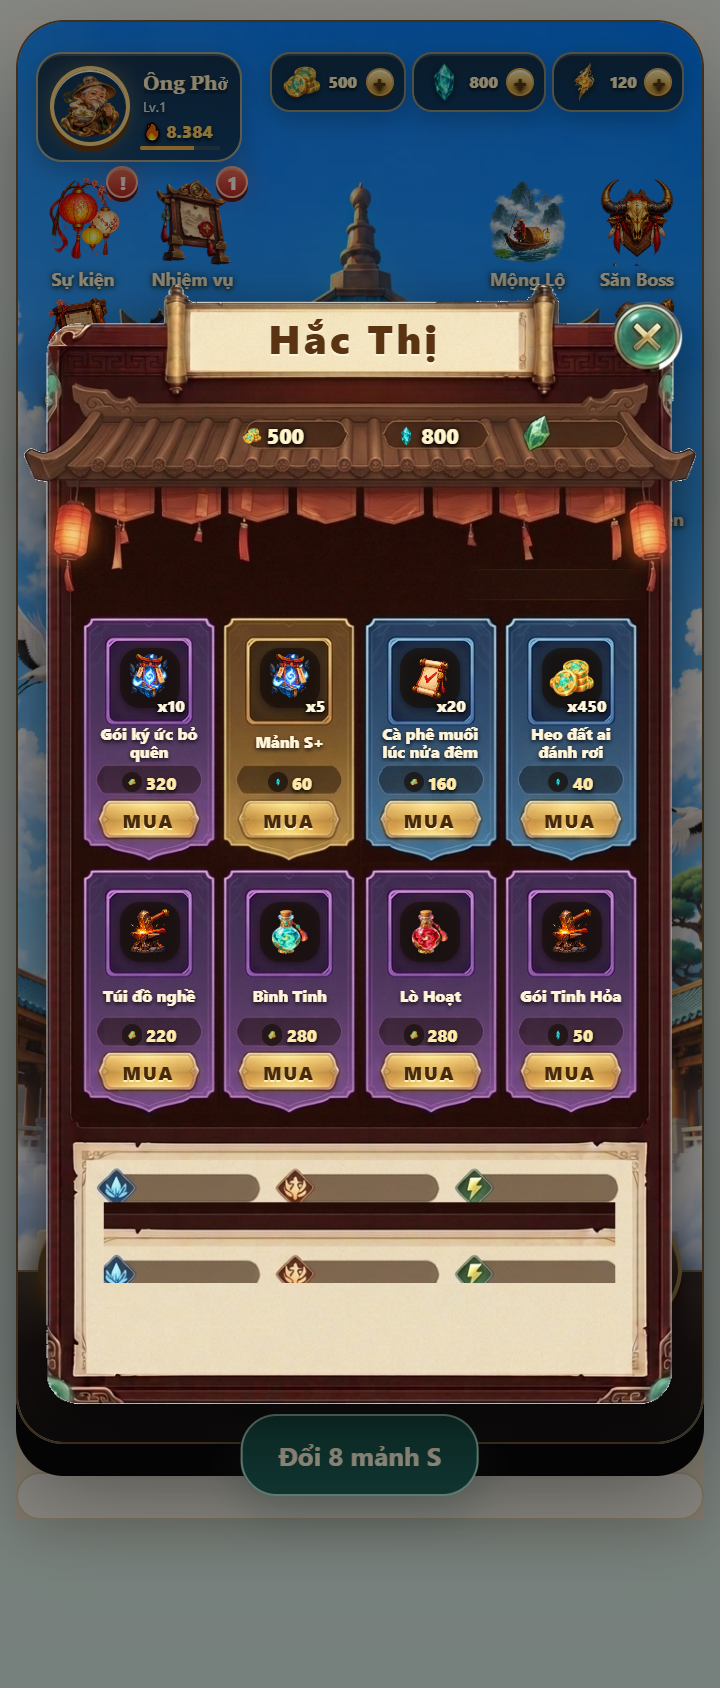 Ông Phở
Lv.1
8.384
500
800
120
!
1
Sự kiện
Nhiệm vụ
Mộng Lộ
Săn Boss
Hắc Thị
500
800
x10
x5
x20
x450
Gói ký ức bỏ quên
Mảnh S+
Cà phê muối lúc nửa đêm
Heo đất ai đánh rơi
320
60
160
40
MUA
MUA
MUA
MUA
Túi đồ nghề
Bình Tinh
Lò Hoạt
Gói Tinh Hỏa
220
280
280
50
MUA
MUA
MUA
MUA
Đổi 8 mảnh S